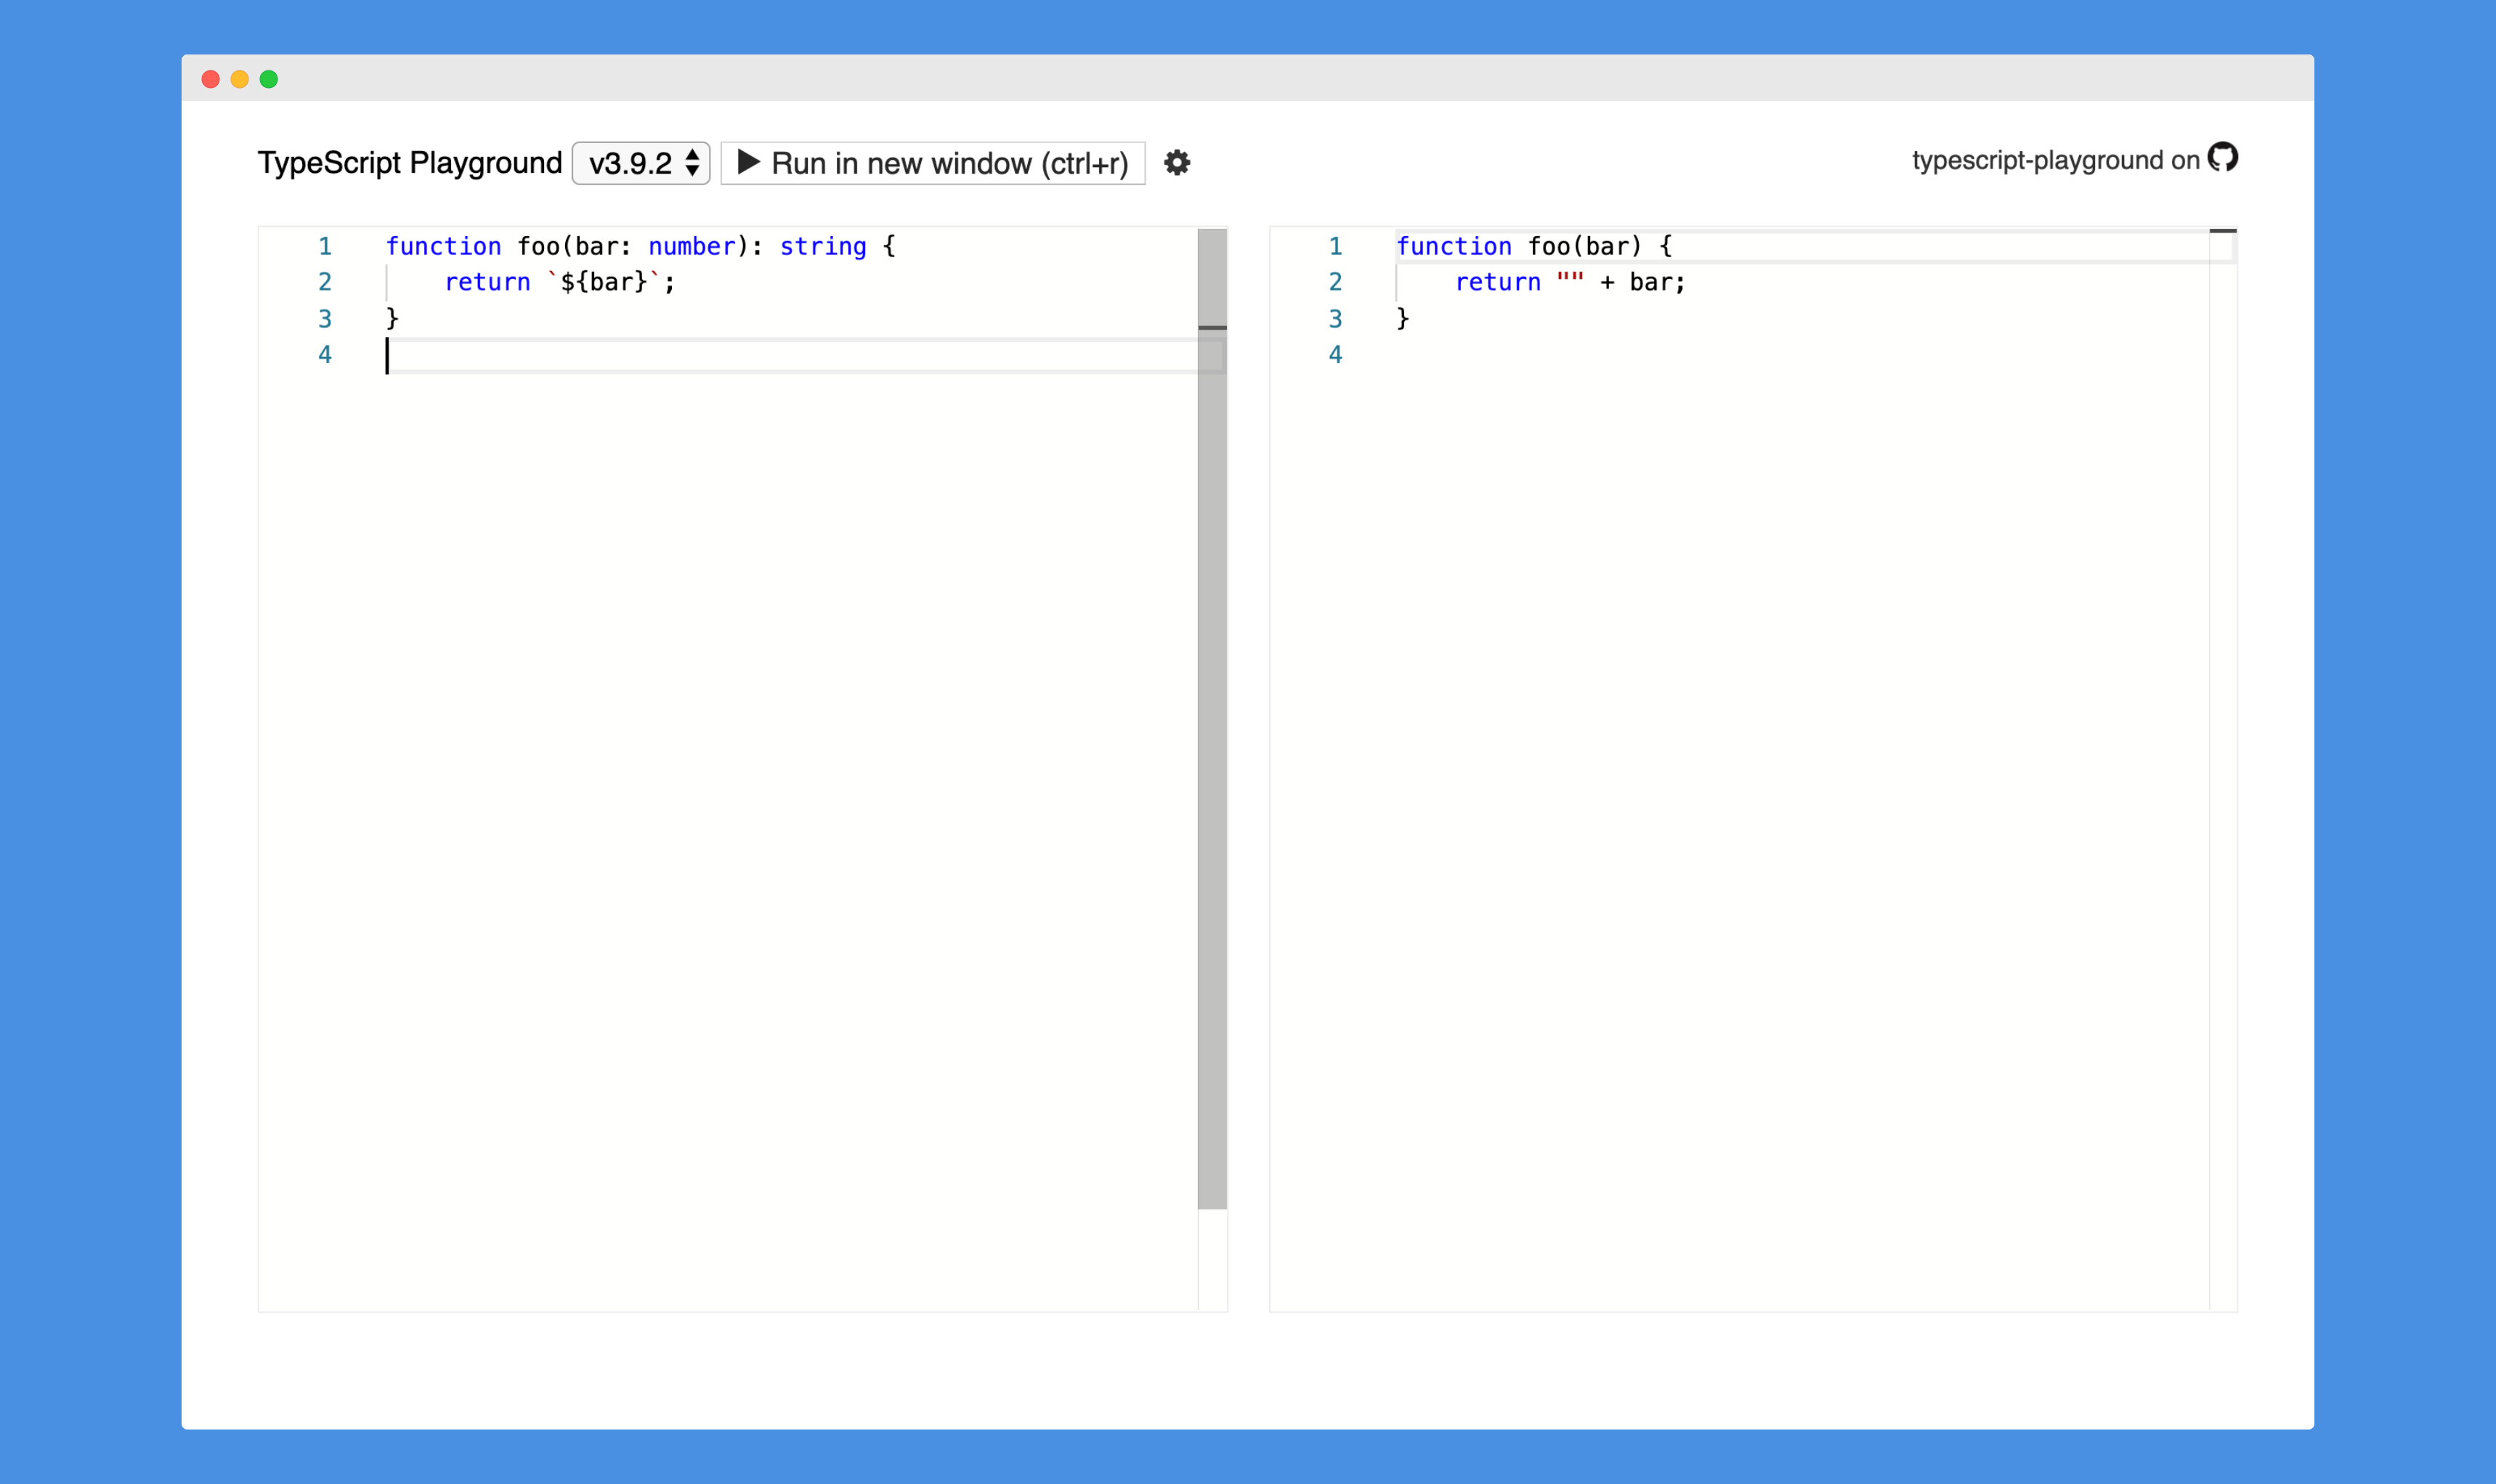 TypeScript Playground v3.9.2 Run in new window (ctrl+r) typescript-playground on
1 function foo(bar: number): string {
2     return `${bar}`;
3 }
4
1 function foo(bar) {
2     return "" + bar;
3 }
4